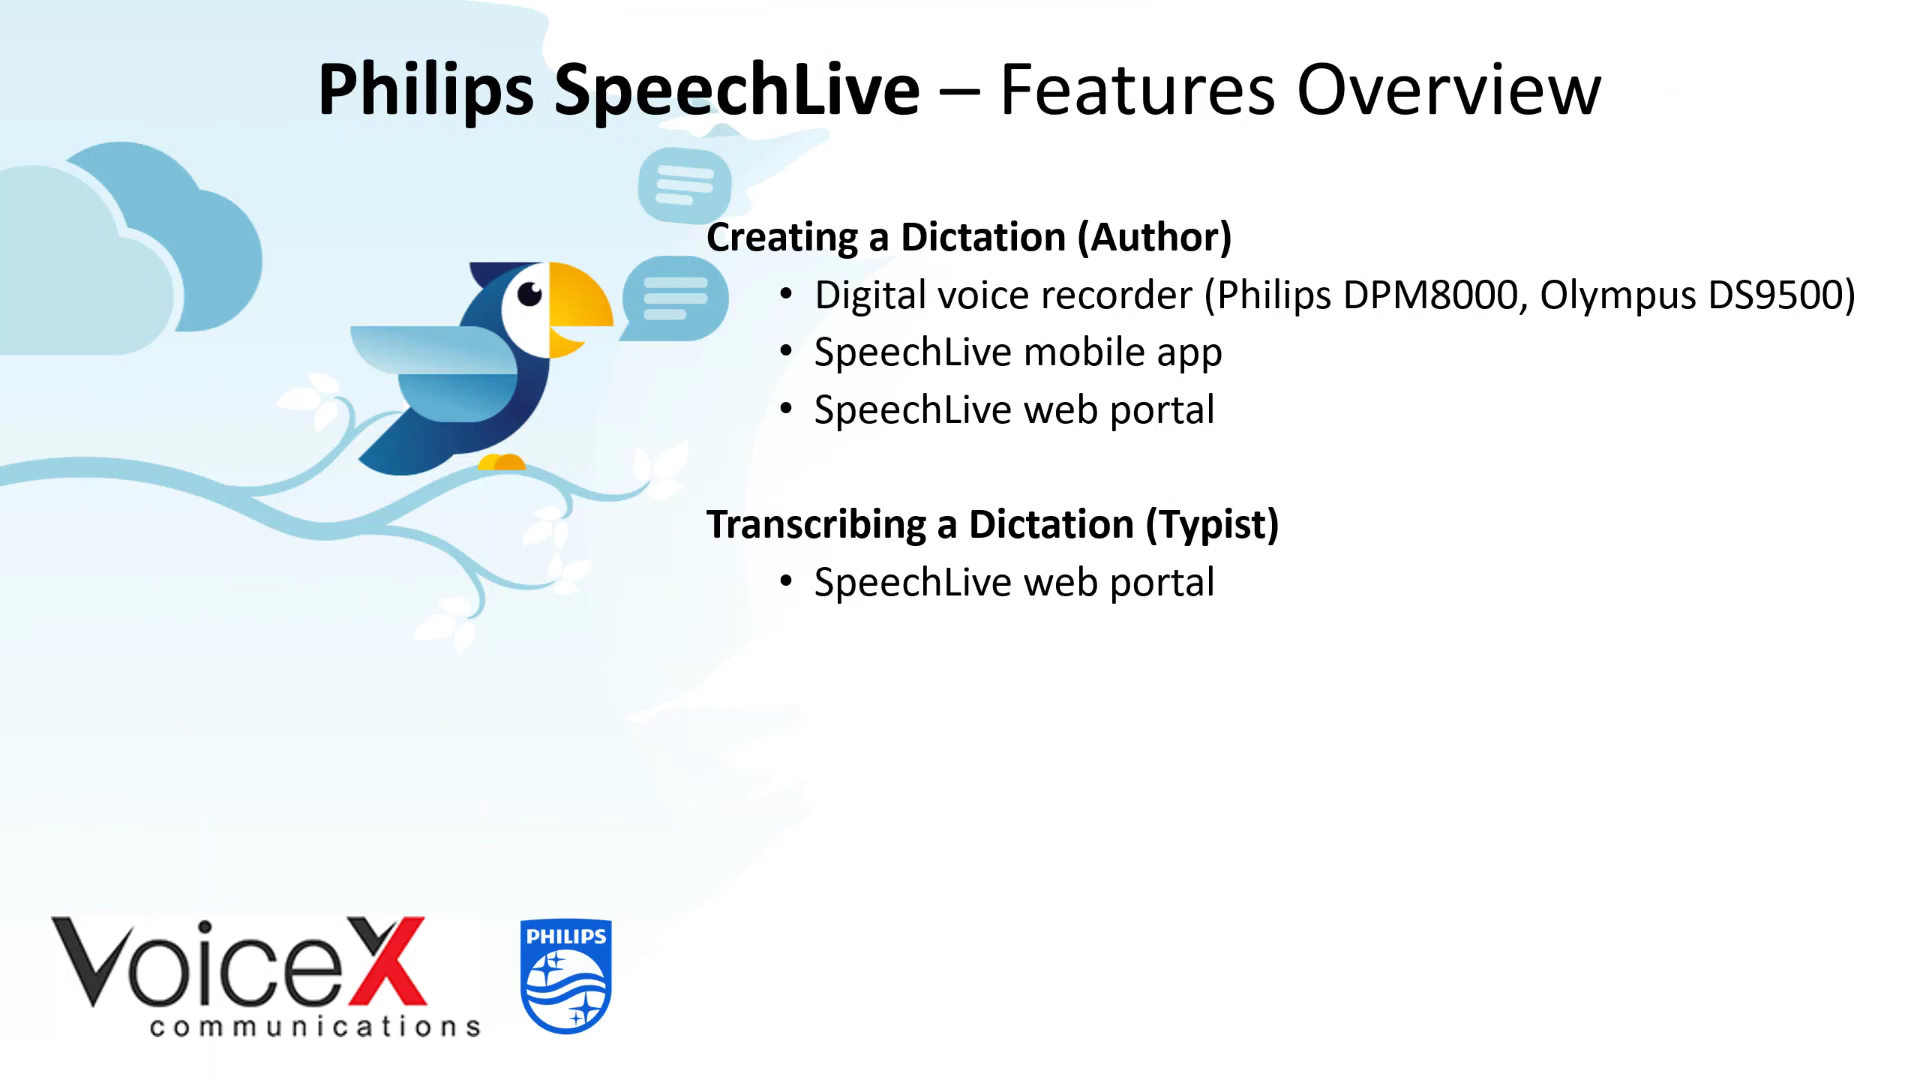 Philips SpeechLive – Features Overview
Creating a Dictation (Author)
• Digital voice recorder (Philips DPM8000, Olympus DS9500)
• SpeechLive mobile app
• SpeechLive web portal
Transcribing a Dictation (Typist)
• SpeechLive web portal
VoiceX
communications
PHILIPS